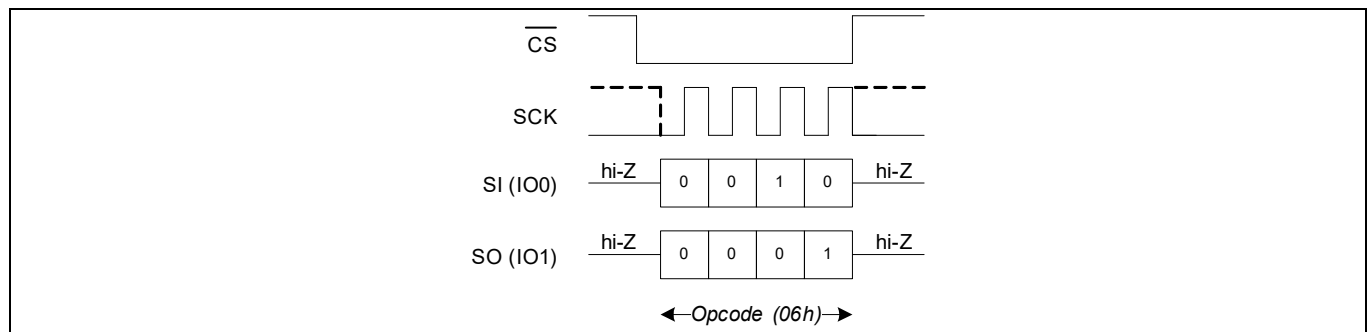 CS
SCK
SI (IO0) hi-Z 0 0 1 0 hi-Z
SO (IO1) hi-Z 0 0 0 1 hi-Z
Opcode (06h)